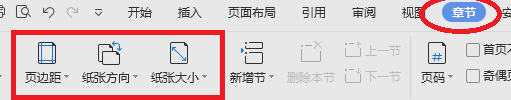 开始 插入 页面布局 引用 审阅 视图 章节
页边距 纸张方向 纸张大小 新增节 删除本节 上一节 下一节 页码 首页不 奇偶页